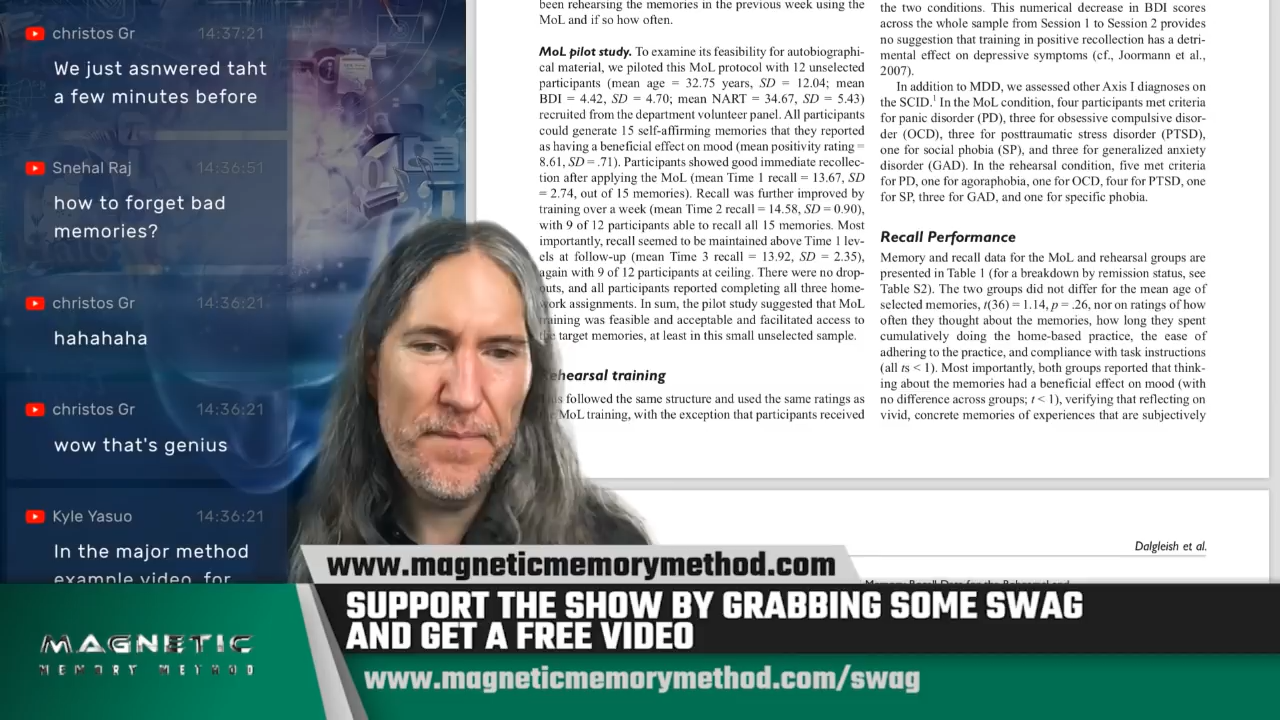 christos Gr 14:37:21
We just asnwered taht
a few minutes before
Snehal Raj 14:36:51
how to forget bad
memories?
christos Gr 14:36:21
hahahaha
christos Gr 14:36:21
wow that's genius
Kyle Yasuo 14:36:21
In the major method
example video, for
been rehearsing the memories in the previous week using the
MoL and if so how often.
MoL pilot study. To examine its feasibility for autobiographi-
cal material, we piloted this MoL protocol with 12 unselected
participants (mean age = 32.75 years, SD = 12.04; mean
BDI = 4.42, SD = 4.70; mean NART = 34.67, SD = 5.43)
recruited from the department volunteer panel. All participants
could generate 15 self-affirming memories that they reported
as having a beneficial effect on mood (mean positivity rating =
8.61, SD = .71). Participants showed good immediate recollec-
tion after applying the MoL (mean Time 1 recall = 13.67, SD
= 2.74, out of 15 memories). Recall was further improved by
training over a week (mean Time 2 recall = 14.58, SD = 0.90),
with 9 of 12 participants able to recall all 15 memories. Most
importantly, recall seemed to be maintained above Time 1 lev-
els at follow-up (mean Time 3 recall = 13.92, SD = 2.35),
again with 9 of 12 participants at ceiling. There were no drop-
outs, and all participants reported completing all three home-
work assignments. In sum, the pilot study suggested that MoL
training was feasible and acceptable and facilitated access to
the target memories, at least in this small unselected sample.
Rehearsal training
This followed the same structure and used the same ratings as
the MoL training, with the exception that participants received
the two conditions. This numerical decrease in BDI scores
across the whole sample from Session 1 to Session 2 provides
no suggestion that training in positive recollection has a detri-
mental effect on depressive symptoms (cf., Joormann et al.,
2007).
In addition to MDD, we assessed other Axis I diagnoses on
the SCID.1 In the MoL condition, four participants met criteria
for panic disorder (PD), three for obsessive compulsive disor-
der (OCD), three for posttraumatic stress disorder (PTSD),
one for social phobia (SP), and three for generalized anxiety
disorder (GAD). In the rehearsal condition, five met criteria
for PD, one for agoraphobia, one for OCD, four for PTSD, one
for SP, three for GAD, and one for specific phobia.
Recall Performance
Memory and recall data for the MoL and rehearsal groups are
presented in Table 1 (for a breakdown by remission status, see
Table S2). The two groups did not differ for the mean age of
selected memories, t(36) = 1.14, p = .26, nor on ratings of how
often they thought about the memories, how long they spent
cumulatively doing the home-based practice, the ease of
adhering to the practice, and compliance with task instructions
(all ts < 1). Most importantly, both groups reported that think-
ing about the memories had a beneficial effect on mood (with
no difference across groups; t < 1), verifying that reflecting on
vivid, concrete memories of experiences that are subjectively
Dalgleish et al.
www.magneticmemorymethod.com
SUPPORT THE SHOW BY GRABBING SOME SWAG
AND GET A FREE VIDEO
www.magneticmemorymethod.com/swag
MAGNETIC
MEMORY METHOD